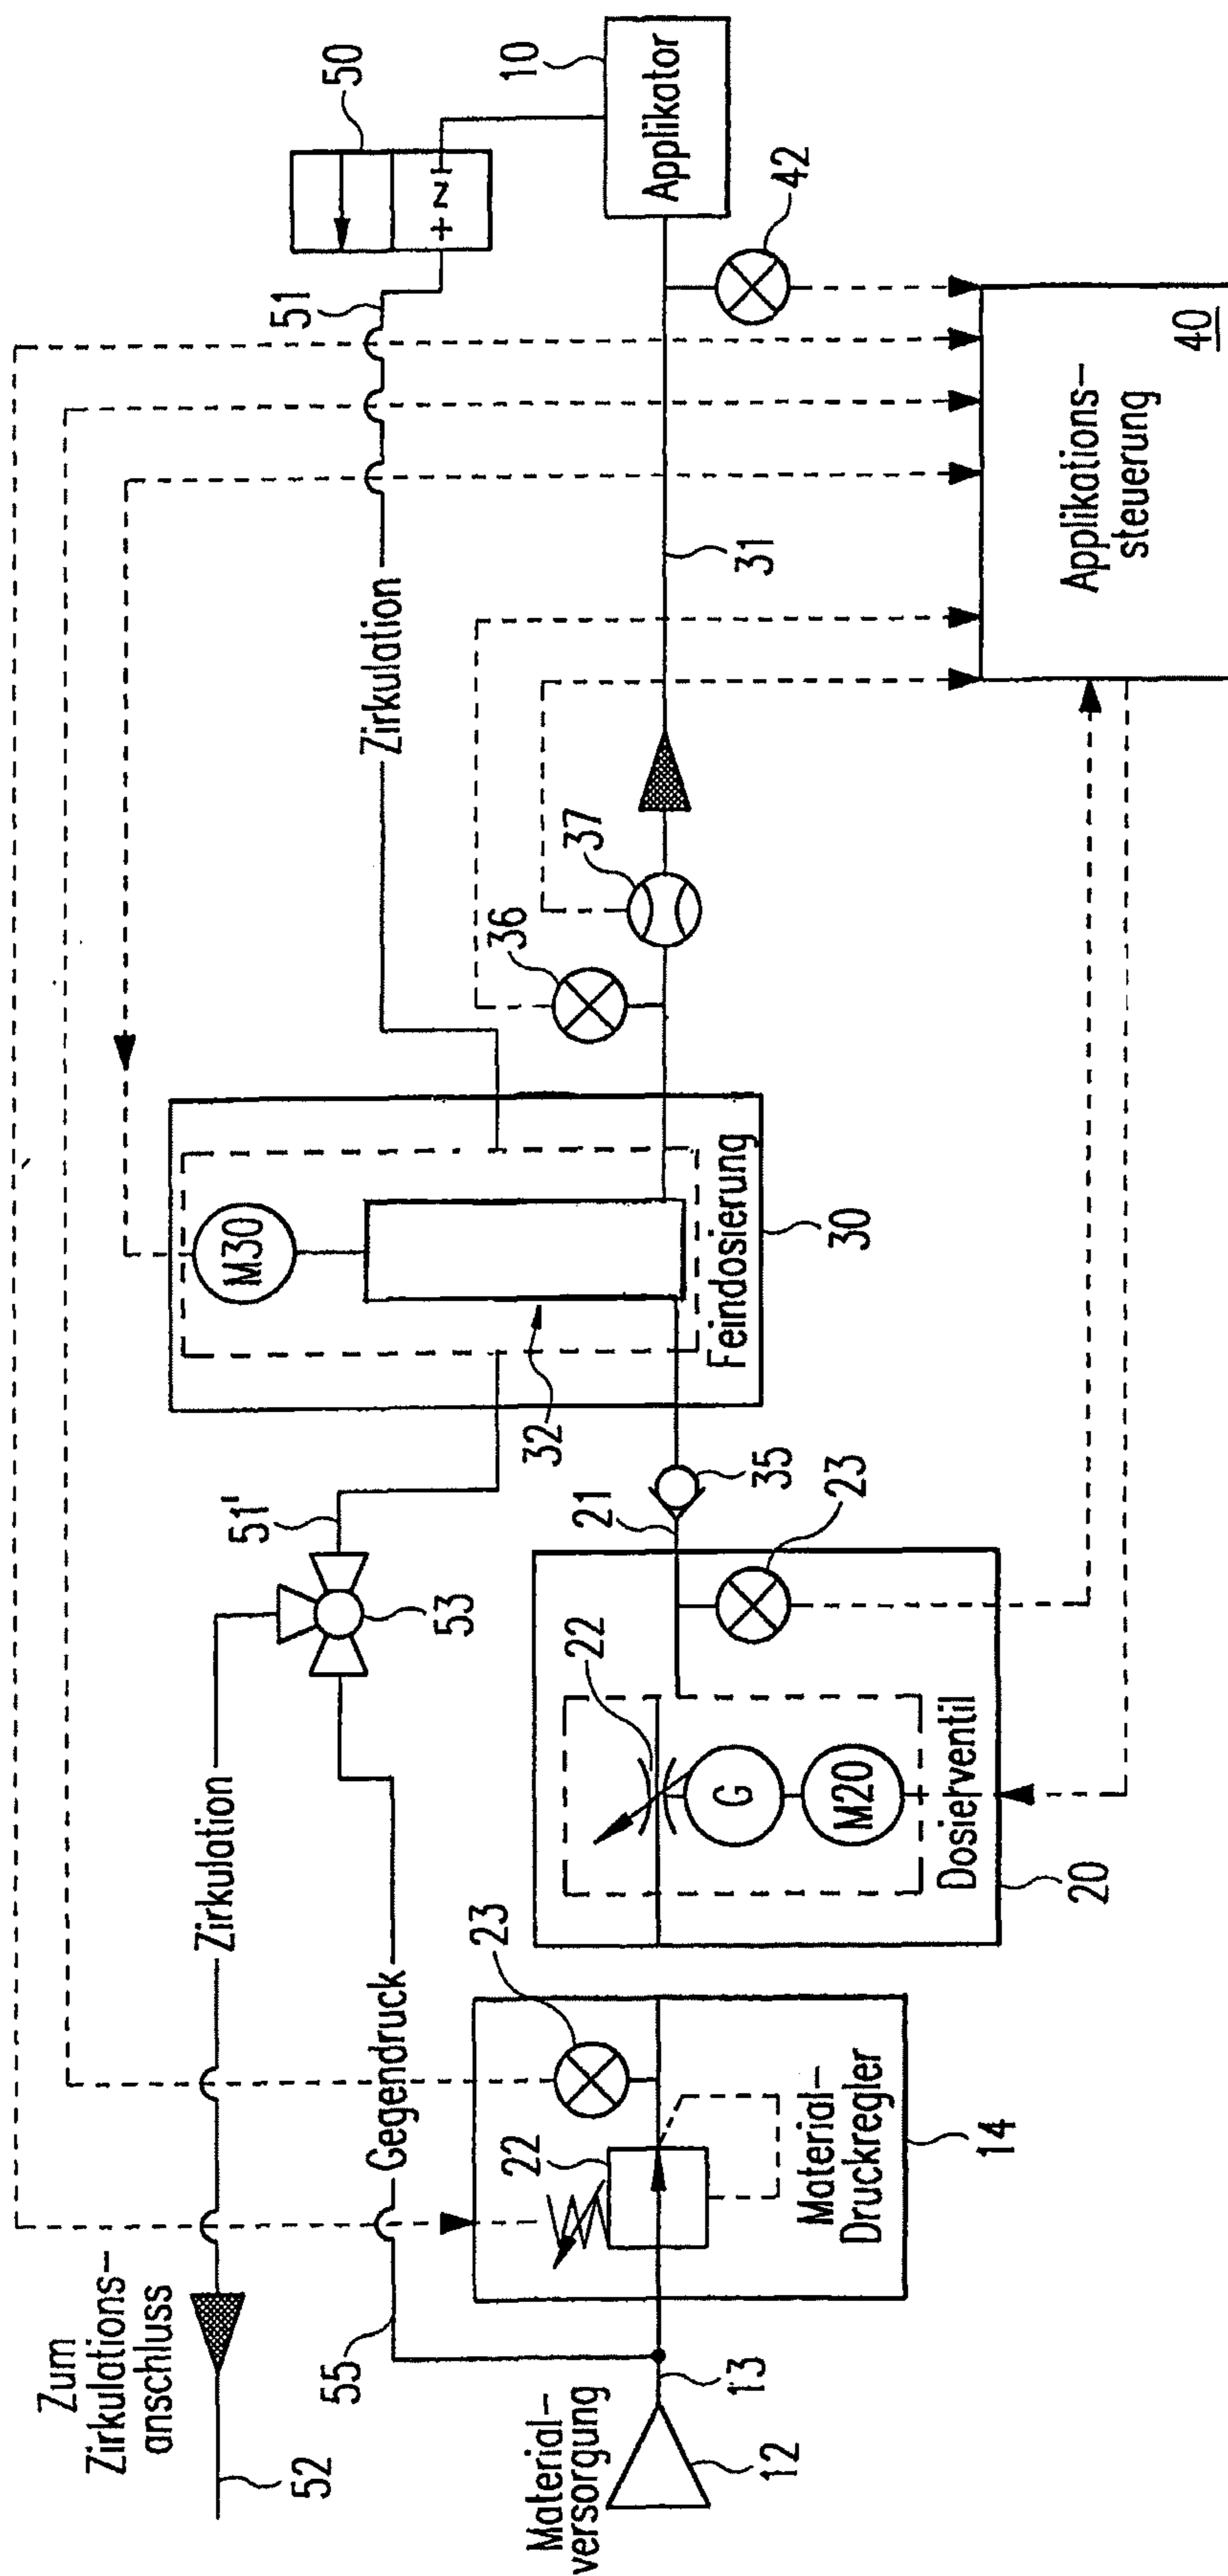 Zum
Zirkulations–
anschluss
52
Zirkulation
53
51'
Zirkulation
51
50
10
Applikator
55
Gegendruck
M30
32
Feindosierung
30
36
37
31
42
Material–
versorgung
12
13
22
23
Material–
Druckregler
14
22
G
M20
23
Dosierventil
20
21
35
Applikations–
steuerung
40
+ Z